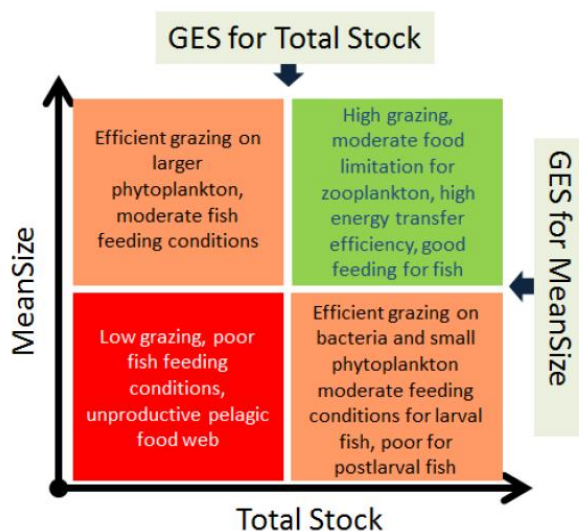 GES for Total Stock
Efficient grazing on
larger
phytoplankton,
moderate fish
feeding conditions
High grazing,
moderate food
limitation for
zooplankton, high
energy transfer
efficiency, good
feeding for fish
GES for MeanSize
MeanSize
Low grazing, poor
fish feeding
conditions,
unproductive pelagic
food web
Efficient grazing on
bacteria and small
phytoplankton
moderate feeding
conditions for larval
fish, poor for
postlarval fish
Total Stock